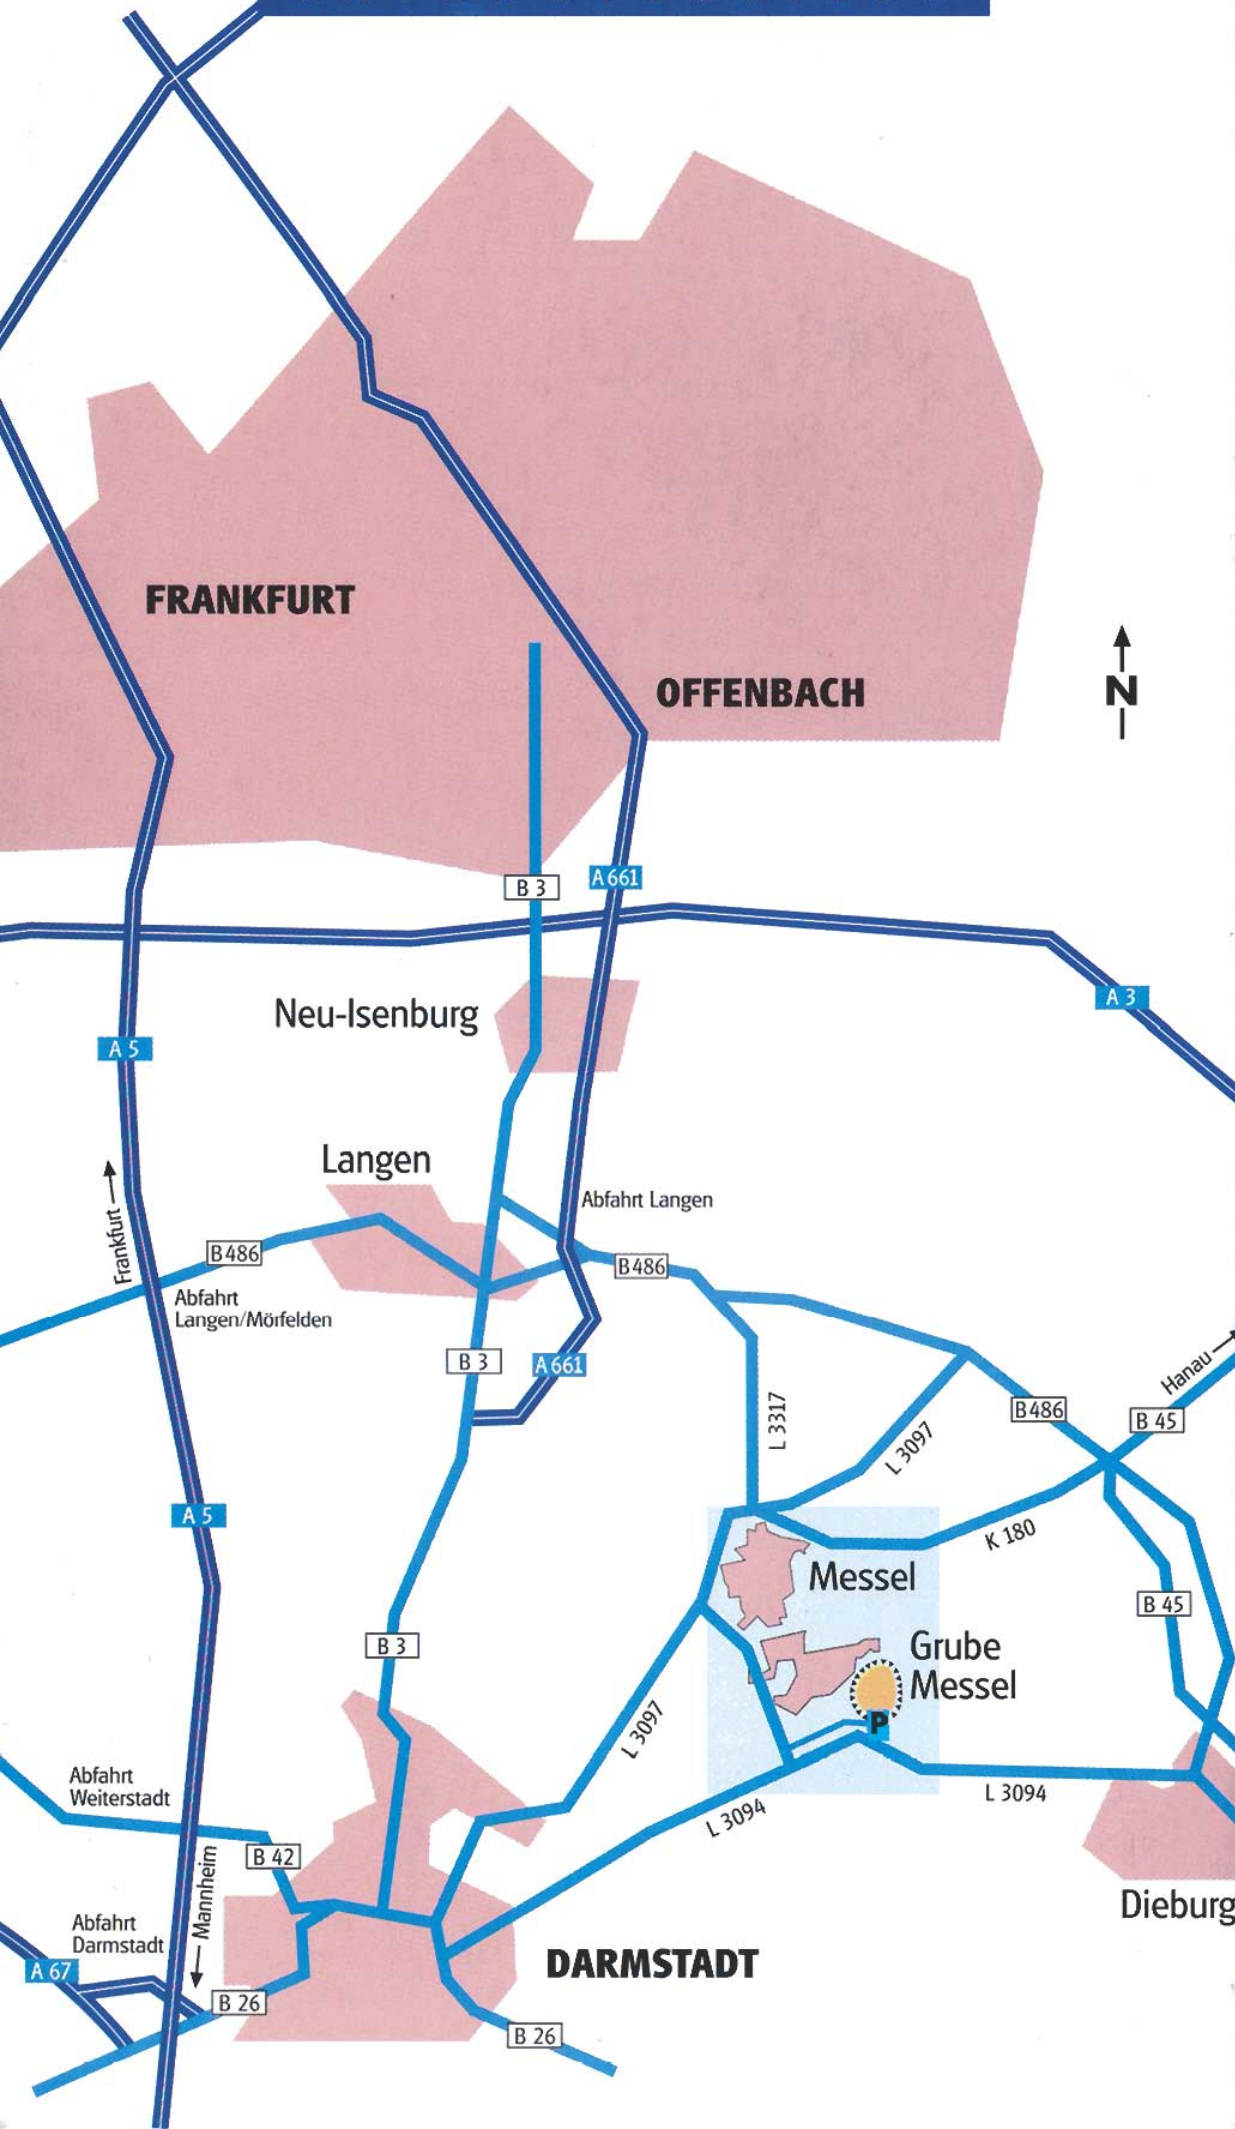 FRANKFURT
OFFENBACH
N
B 3
A 661
A 3
Neu-Isenburg
A 5
Langen
Abfahrt Langen
Frankfurt
B486
B486
Abfahrt
Langen/Mörfelden
B 3
A 661
Hanau
L 3317
B486
B 45
L 3097
A 5
K 180
Messel
B 45
B 3
Grube
Messel
P
L 3097
Abfahrt
Weiterstadt
L 3094
L 3094
B 42
Mannheim
Dieburg
Abfahrt
Darmstadt
DARMSTADT
A 67
B 26
B 26